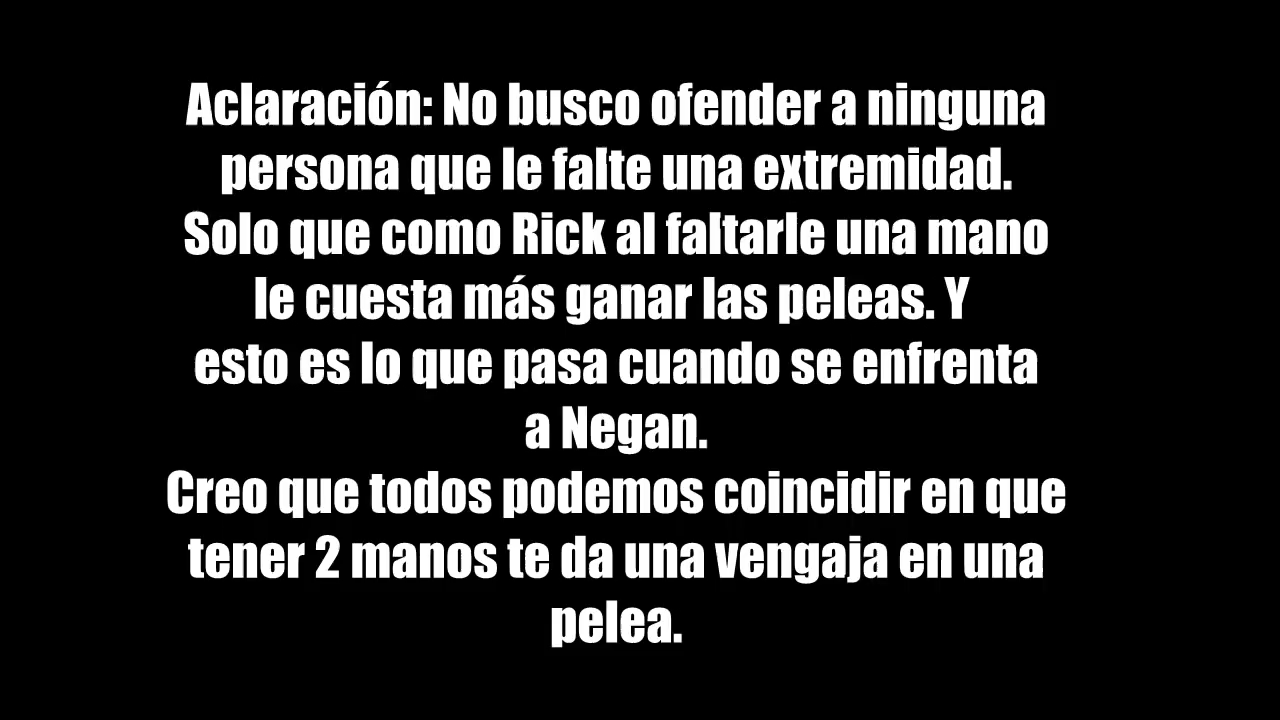 Aclaración: No busco ofender a ninguna
persona que le falte una extremidad.
Solo que como Rick al faltarle una mano
le cuesta más ganar las peleas. Y
esto es lo que pasa cuando se enfrenta
a Negan.
Creo que todos podemos coincidir en que
tener 2 manos te da una vengaja en una
pelea.